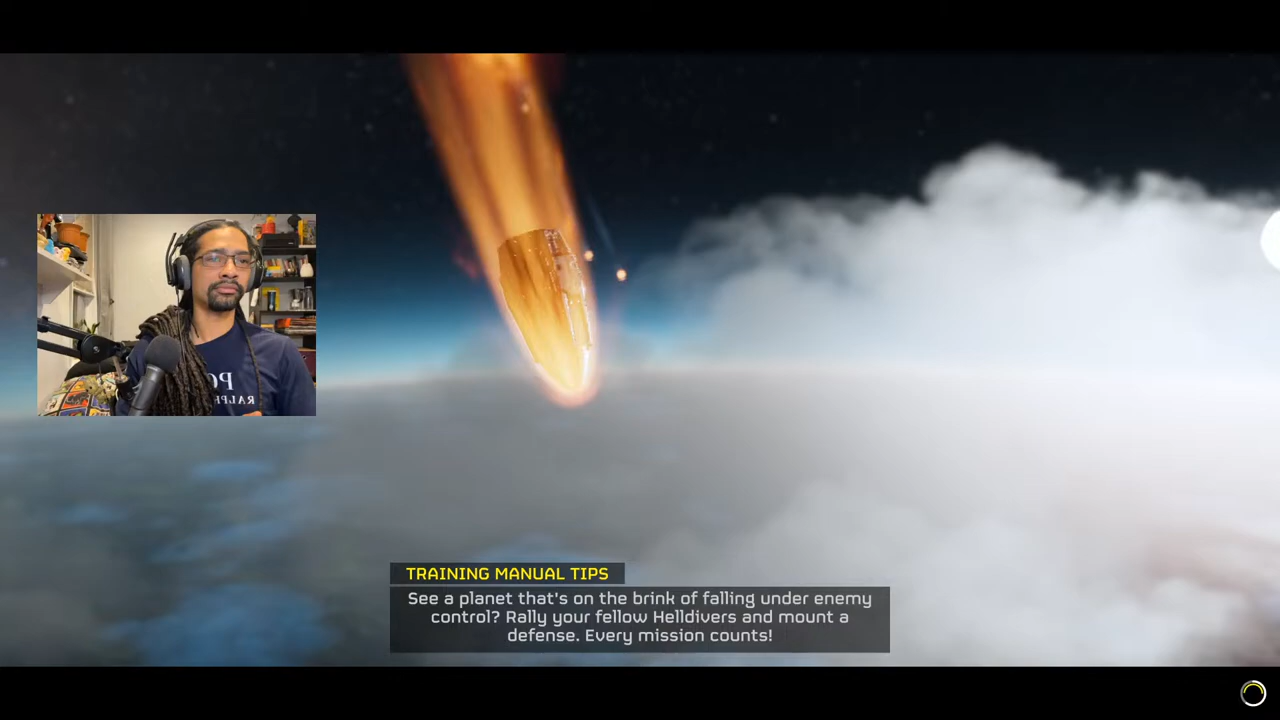 TRAINING MANUAL TIPS
See a planet that's on the brink of falling under enemy
control? Rally your fellow Helldivers and mount a
defense. Every mission counts!